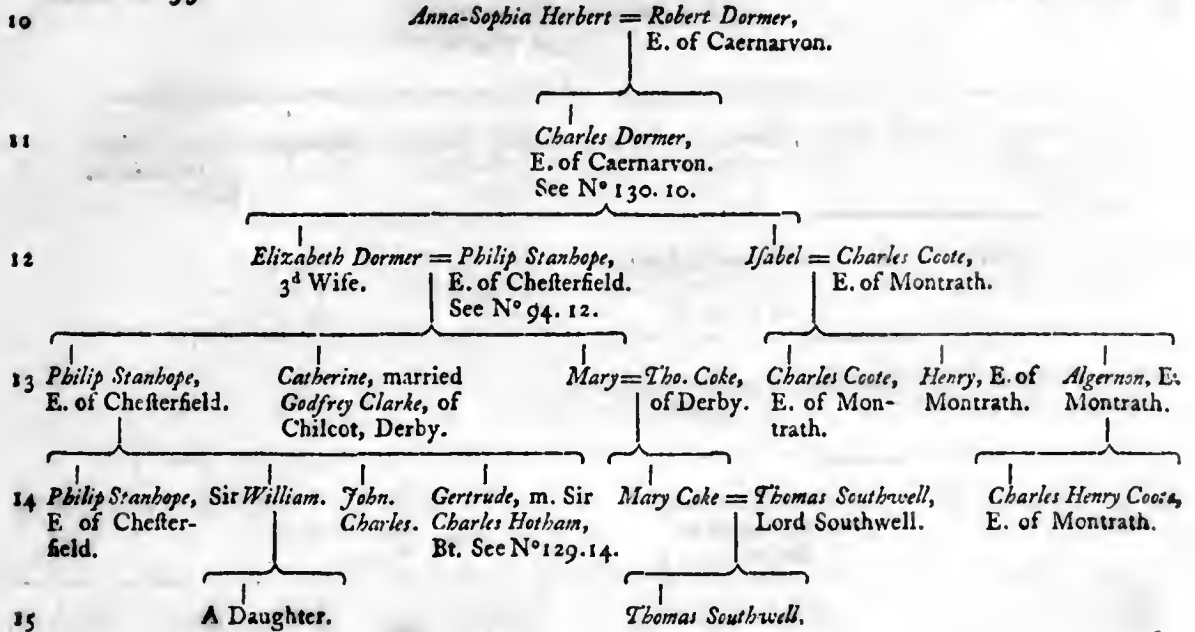 10 Anna-Sophia Herbert = Robert Dormer,
E. of Caernarvon.
11 Charles Dormer,
E. of Caernarvon.
See Nº 130. 10.
12 Elizabeth Dormer = Philip Stanhope, Iſabel = Charles Coote,
3ᵈ Wife. E. of Cheſterfield. E. of Montrath.
See Nº 94. 12.
13 Philip Stanhope, Catherine, married Mary = Tho. Coke, Charles Coote, Henry, E. of Algernon, E.
E. of Cheſterfield. Godfrey Clarke, of of Derby. E. of Mon- Montrath. Montrath.
Chilcot, Derby. trath.
14 Philip Stanhope, Sir William. John. Gertrude, m. Sir Mary Coke = Thomas Southwell, Charles Henry Coote,
E of Cheſter- Charles. Charles Hotham, Lord Southwell. E. of Montrath.
field. Bt. See Nº 129. 14.
15 A Daughter. Thomas Southwell.